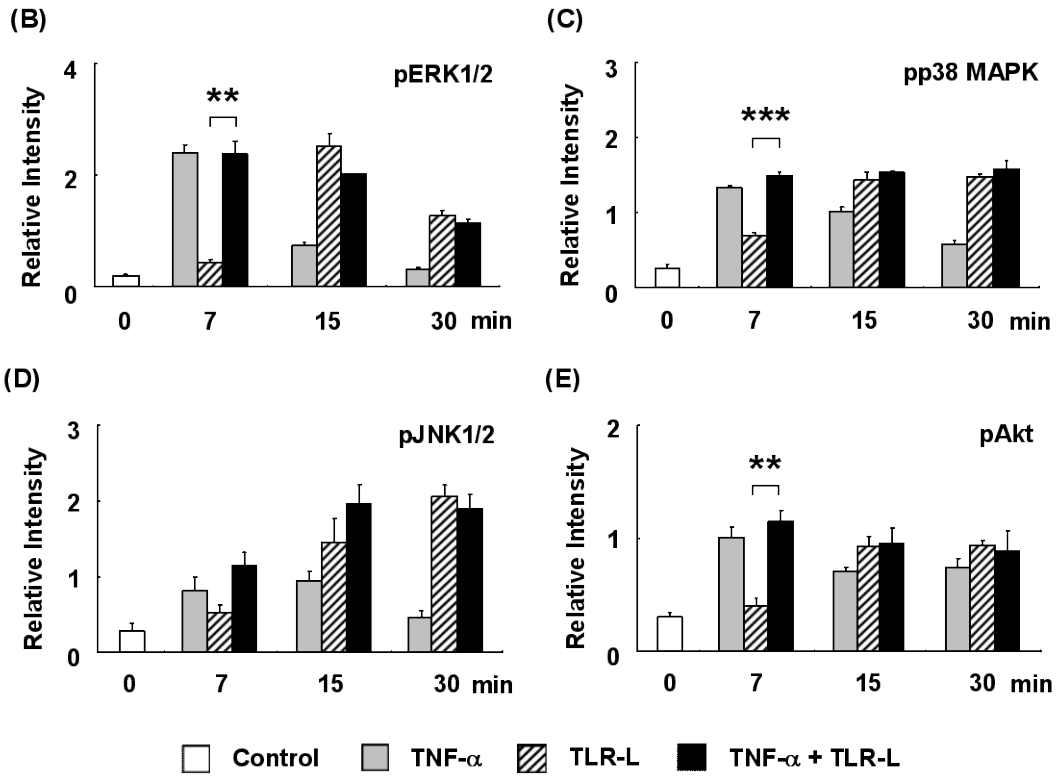 (B)
pERK1/2
4
2
0
Relative Intensity
**
0 7 15 30 min
(C)
pp38 MAPK
3
2
1
0
Relative Intensity
***
0 7 15 30 min
(D)
pJNK1/2
3
2
1
0
Relative Intensity
0 7 15 30 min
(E)
pAkt
2
1
0
Relative Intensity
**
0 7 15 30 min
Control TNF-α TLR-L TNF-α + TLR-L